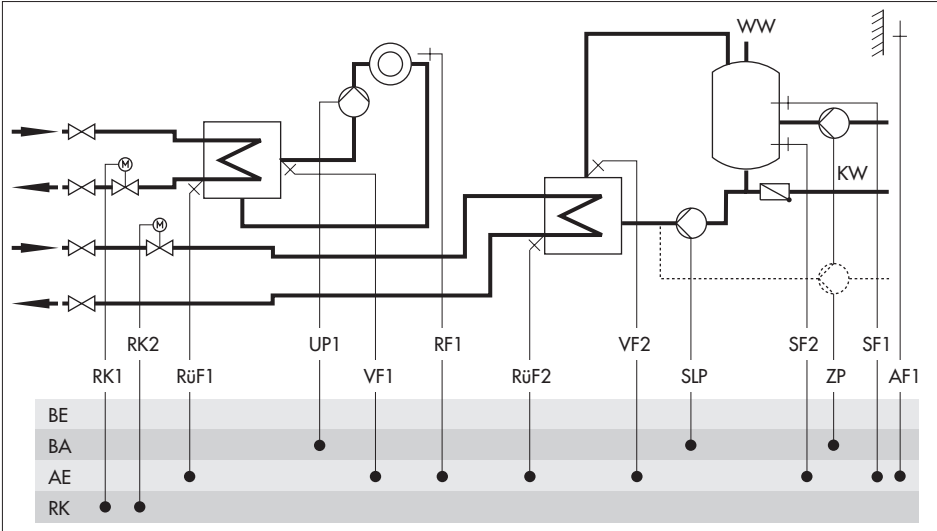 WW
M
KW
M
RK2 UP1 RF1 VF2 SF2 SF1
RK1 RüF1 VF1 RüF2 SLP ZP AF1
BE
BA
AE
RK